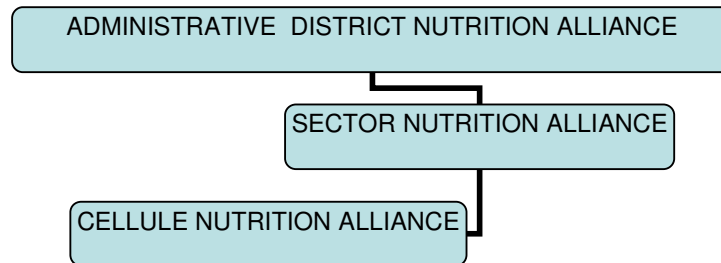 ADMINISTRATIVE DISTRICT NUTRITION ALLIANCE
SECTOR NUTRITION ALLIANCE
CELLULE NUTRITION ALLIANCE